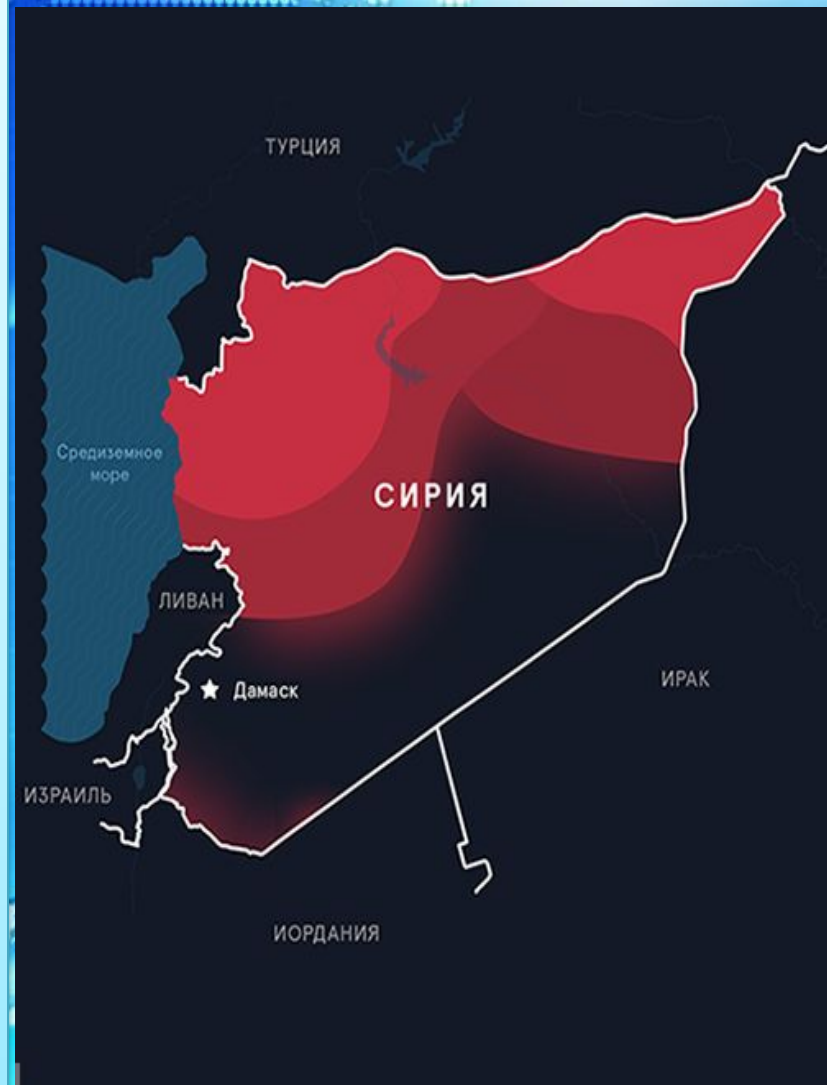 ТУРЦИЯ
Средиземное
море
СИРИЯ
ЛИВАН
Дамаск
ИРАК
ИЗРАИЛЬ
ИОРДАНИЯ